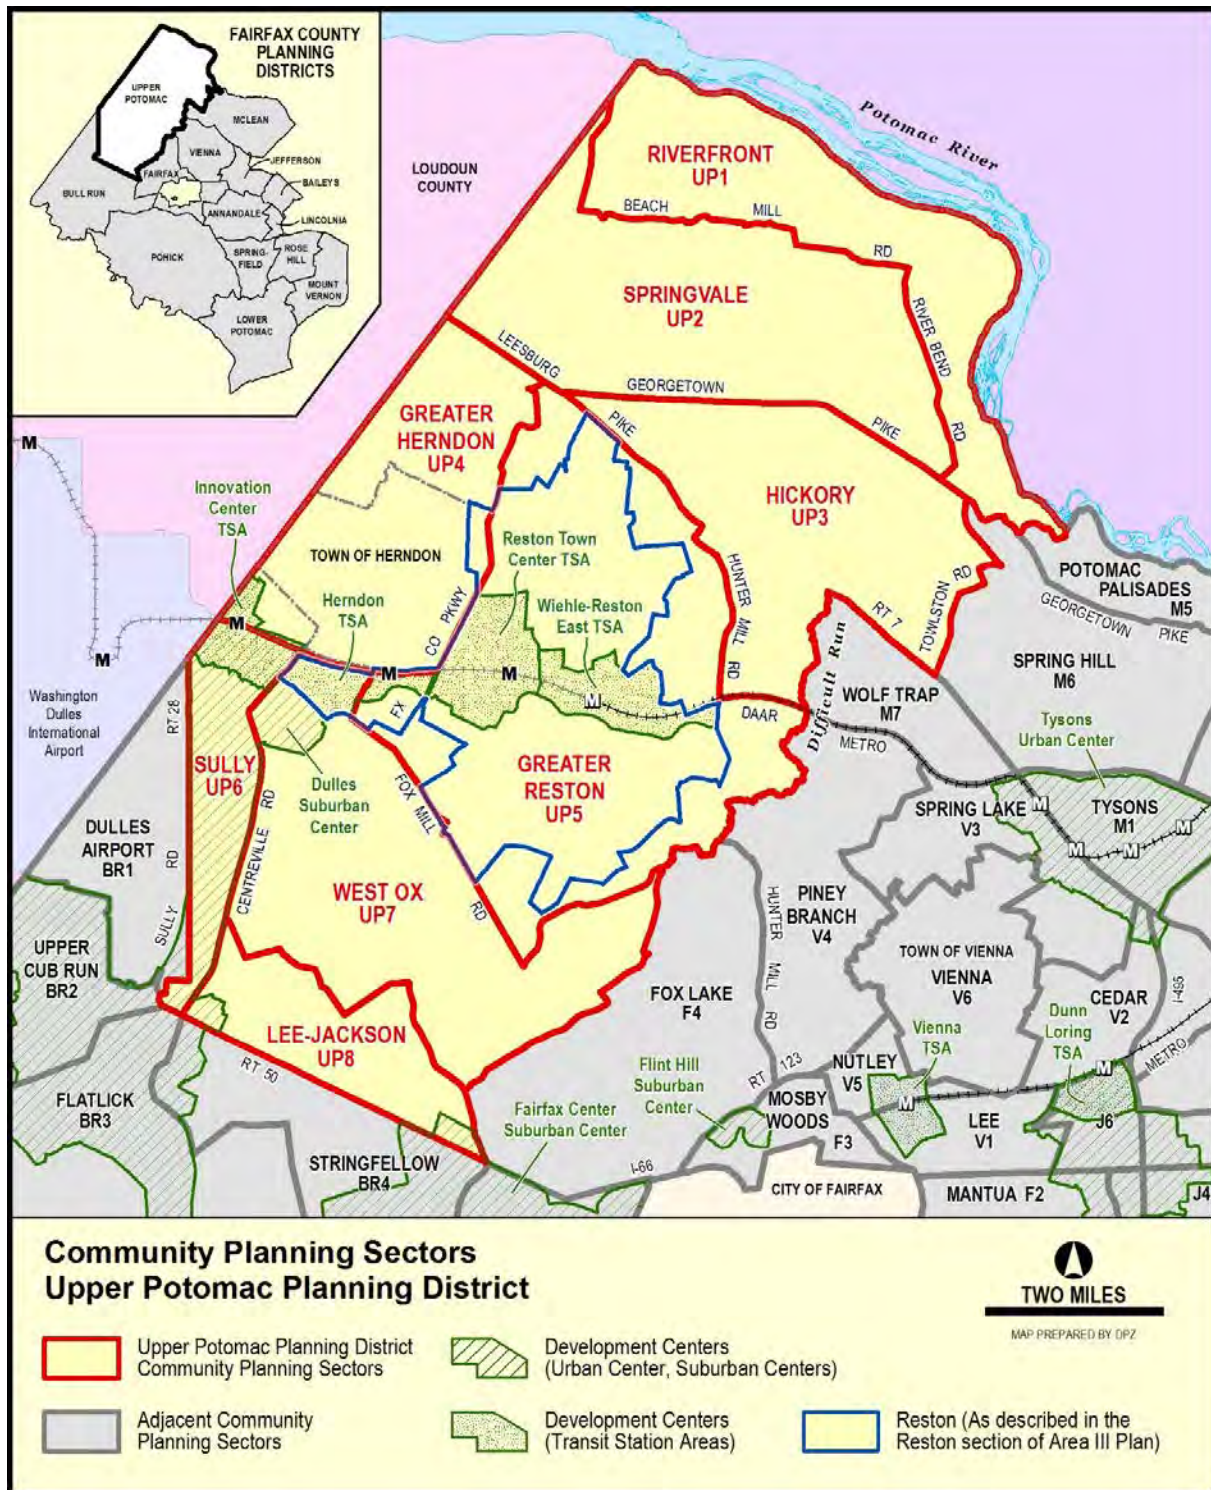 FAIRFAX COUNTY
PLANNING
DISTRICTS
UPPER
POTOMAC
MCLEAN
VIENNA
JEFFERSON
FAIRFAX
BAILEYS
BULL RUN
ANNANDALE
LINCOLNIA
POHICK
SPRING-
FIELD
ROSE
HILL
MOUNT
VERNON
LOWER
POTOMAC
LOUDOUN
COUNTY
Potomac River
RIVERFRONT
UP1
BEACH MILL RD
SPRINGVALE
UP2
RIVER BEND RD
LEESBURG PIKE
GEORGETOWN PIKE
GREATER
HERNDON
UP4
HICKORY
UP3
M
Innovation
Center
TSA
TOWN OF HERNDON
Reston Town
Center TSA
CO PKWY
HUNTER MILL RD
Herndon
TSA
Wiehle-Reston
East TSA
RT 7
TOWLSTON RD
POTOMAC
PALISADES
M5
GEORGETOWN PIKE
SPRING HILL
M6
M
M
M
M
M
FX
DAAR
Difficult Run
WOLF TRAP
M7
METRO
Tysons
Urban Center
Washington
Dulles
International
Airport
RT 28
SULLY
UP6
Dulles
Suburban
Center
FOX MILL RD
GREATER
RESTON
UP5
SPRING LAKE
V3
M
TYSONS
M1
M
M
M
DULLES
AIRPORT
BR1
SULLY RD
CENTREVILLE RD
WEST OX
UP7
HUNTER MILL RD
PINEY
BRANCH
V4
UPPER
CUB RUN
BR2
TOWN OF VIENNA
VIENNA
V6
FOX LAKE
F4
CEDAR
V2
I-495
LEE-JACKSON
UP8
RT 50
Vienna
TSA
Dunn
Loring
TSA
METRO
Flint Hill
Suburban
Center
RT 123
NUTLEY
V5
M
FLATLICK
BR3
Fairfax Center
Suburban Center
MOSBY
WOODS
F3
M
LEE
V1
J6
STRINGFELLOW
BR4
I-66
CITY OF FAIRFAX
MANTUA F2
J4
Community Planning Sectors
Upper Potomac Planning District
TWO MILES
MAP PREPARED BY DPZ
Upper Potomac Planning District
Community Planning Sectors
Development Centers
(Urban Center, Suburban Centers)
Adjacent Community
Planning Sectors
Development Centers
(Transit Station Areas)
Reston (As described in the
Reston section of Area III Plan)